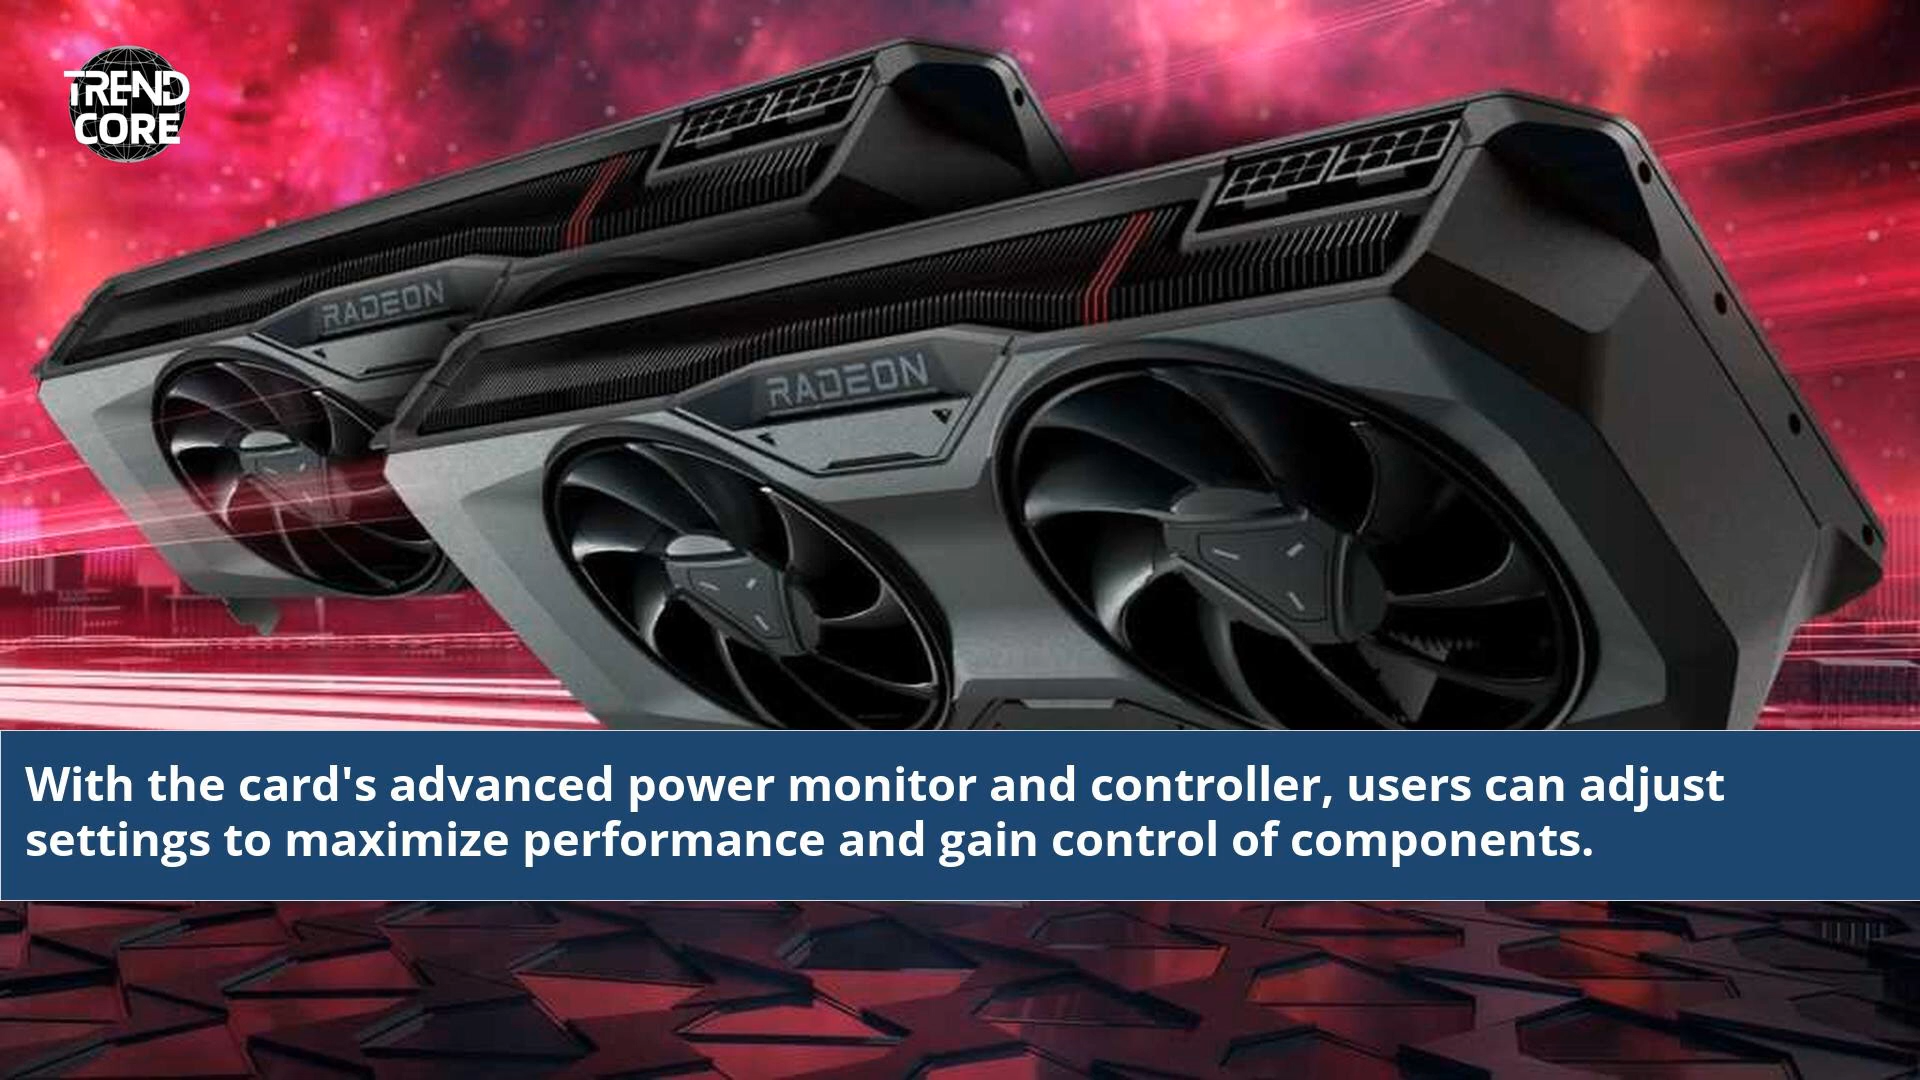 TREND
CORE
RADEON
RADEON
With the card's advanced power monitor and controller, users can adjust
settings to maximize performance and gain control of components.